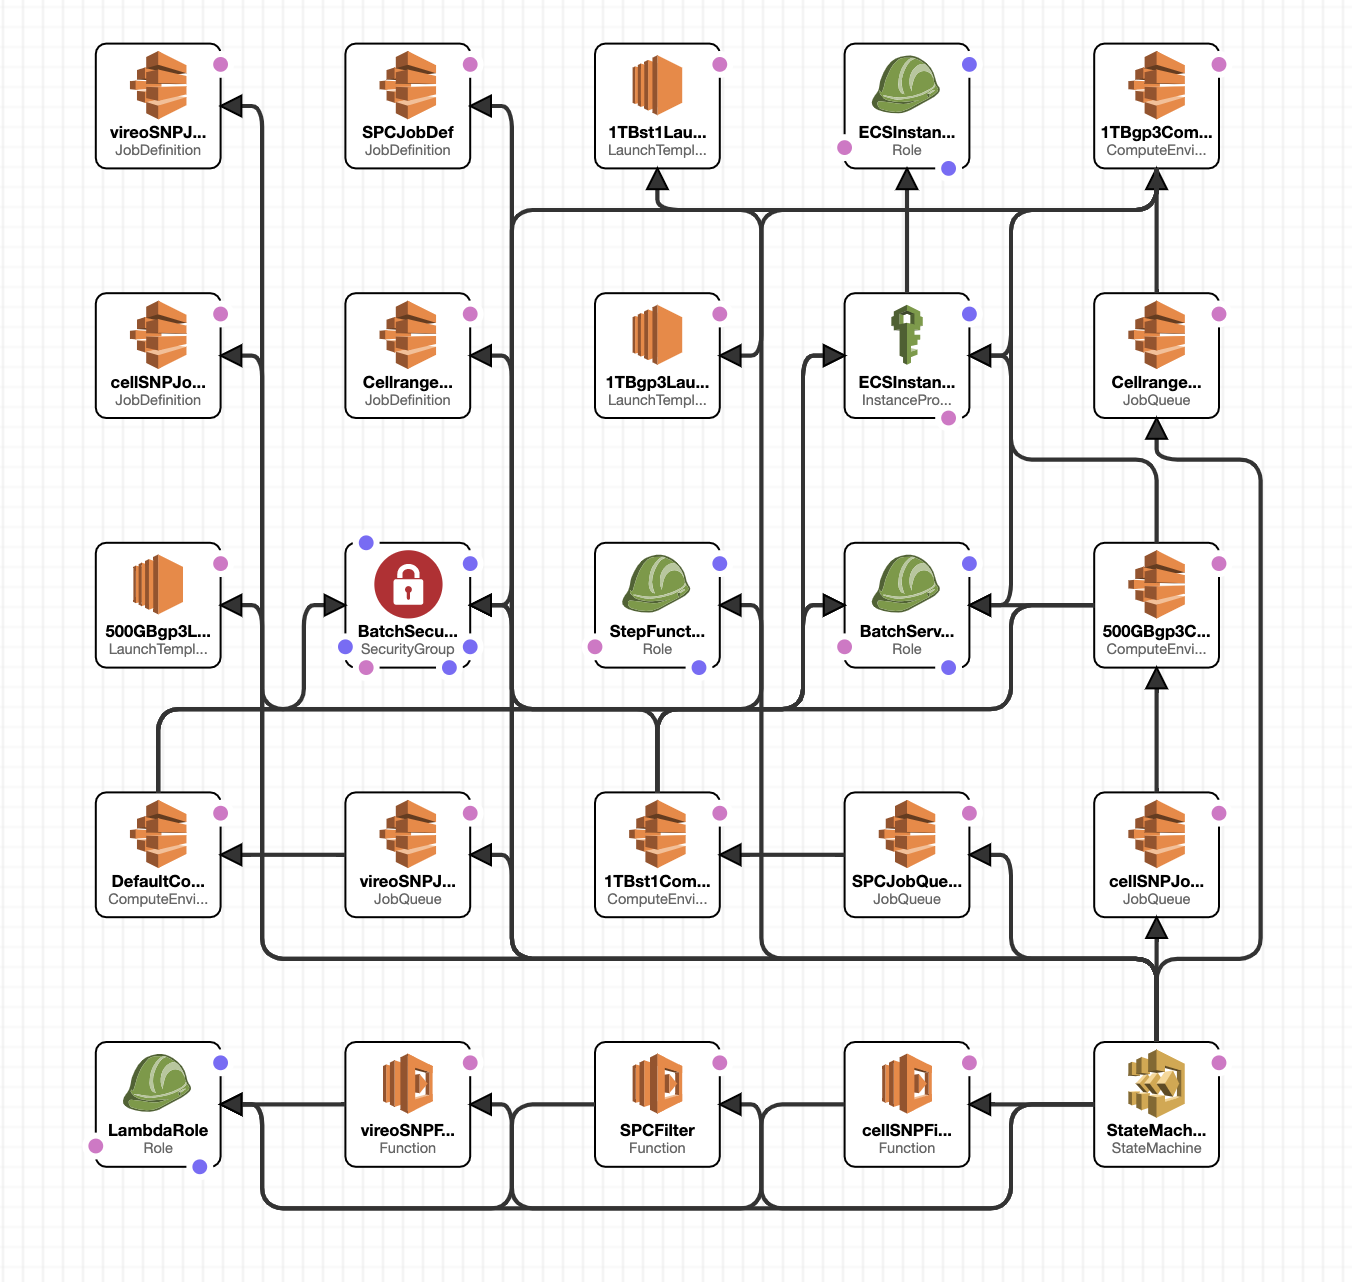 vireoSNPJ...
JobDefinition
SPCJobDef
JobDefinition
1TBst1Lau...
LaunchTempl...
ECSInstan...
Role
1TBgp3Com...
ComputeEnvi...
cellSNPJo...
JobDefinition
Cellrange...
JobDefinition
1TBgp3Lau...
LaunchTempl...
ECSInstan...
InstancePro...
Cellrange...
JobQueue
500GBgp3L...
LaunchTempl...
BatchSecu...
SecurityGroup
StepFunct...
Role
BatchServ...
Role
500GBgp3C...
ComputeEnvi...
DefaultCo...
ComputeEnvi...
vireoSNPJ...
JobQueue
1TBst1Com...
ComputeEnvi...
SPCJobQue...
JobQueue
cellSNPJo...
JobQueue
LambdaRole
Role
vireoSNPF...
Function
SPCFilter
Function
cellSNPFi...
Function
StateMach...
StateMachine